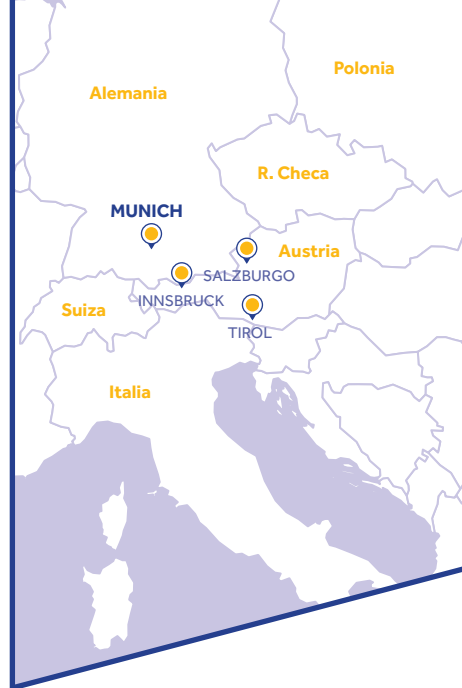 Polonia
Alemania
R. Checa
MUNICH
Austria
SALZBURGO
INNSBRUCK
Suiza
TIROL
Italia